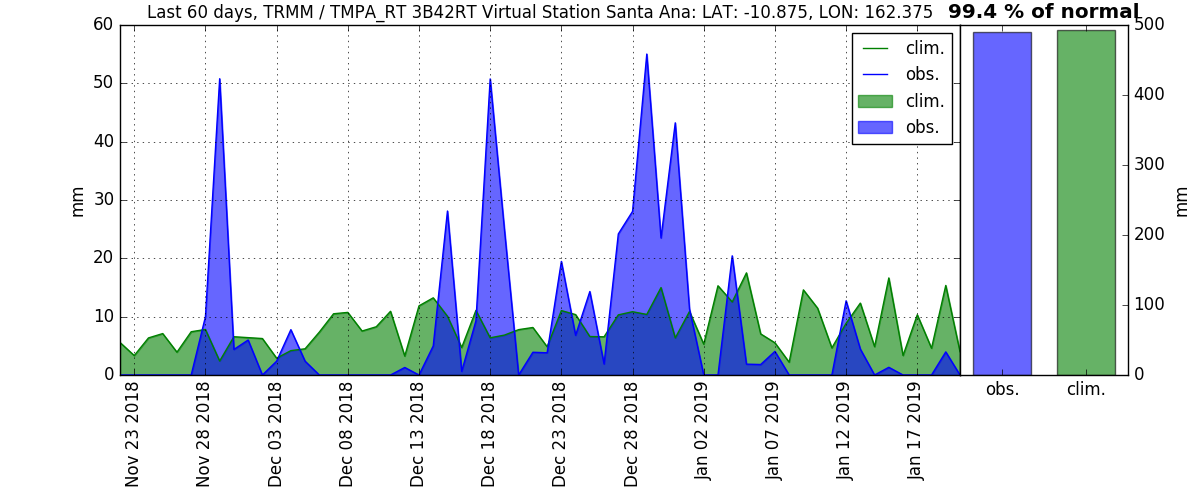 Last 60 days, TRMM / TMPA_RT 3B42RT Virtual Station Santa Ana: LAT: -10.875, LON: 162.375
99.4 % of normal
60
50
40
30
20
10
0
mm
clim.
obs.
clim.
obs.
500
400
300
200
100
0
mm
obs.
clim.
Nov 23 2018
Nov 28 2018
Dec 03 2018
Dec 08 2018
Dec 13 2018
Dec 18 2018
Dec 23 2018
Dec 28 2018
Jan 02 2019
Jan 07 2019
Jan 12 2019
Jan 17 2019